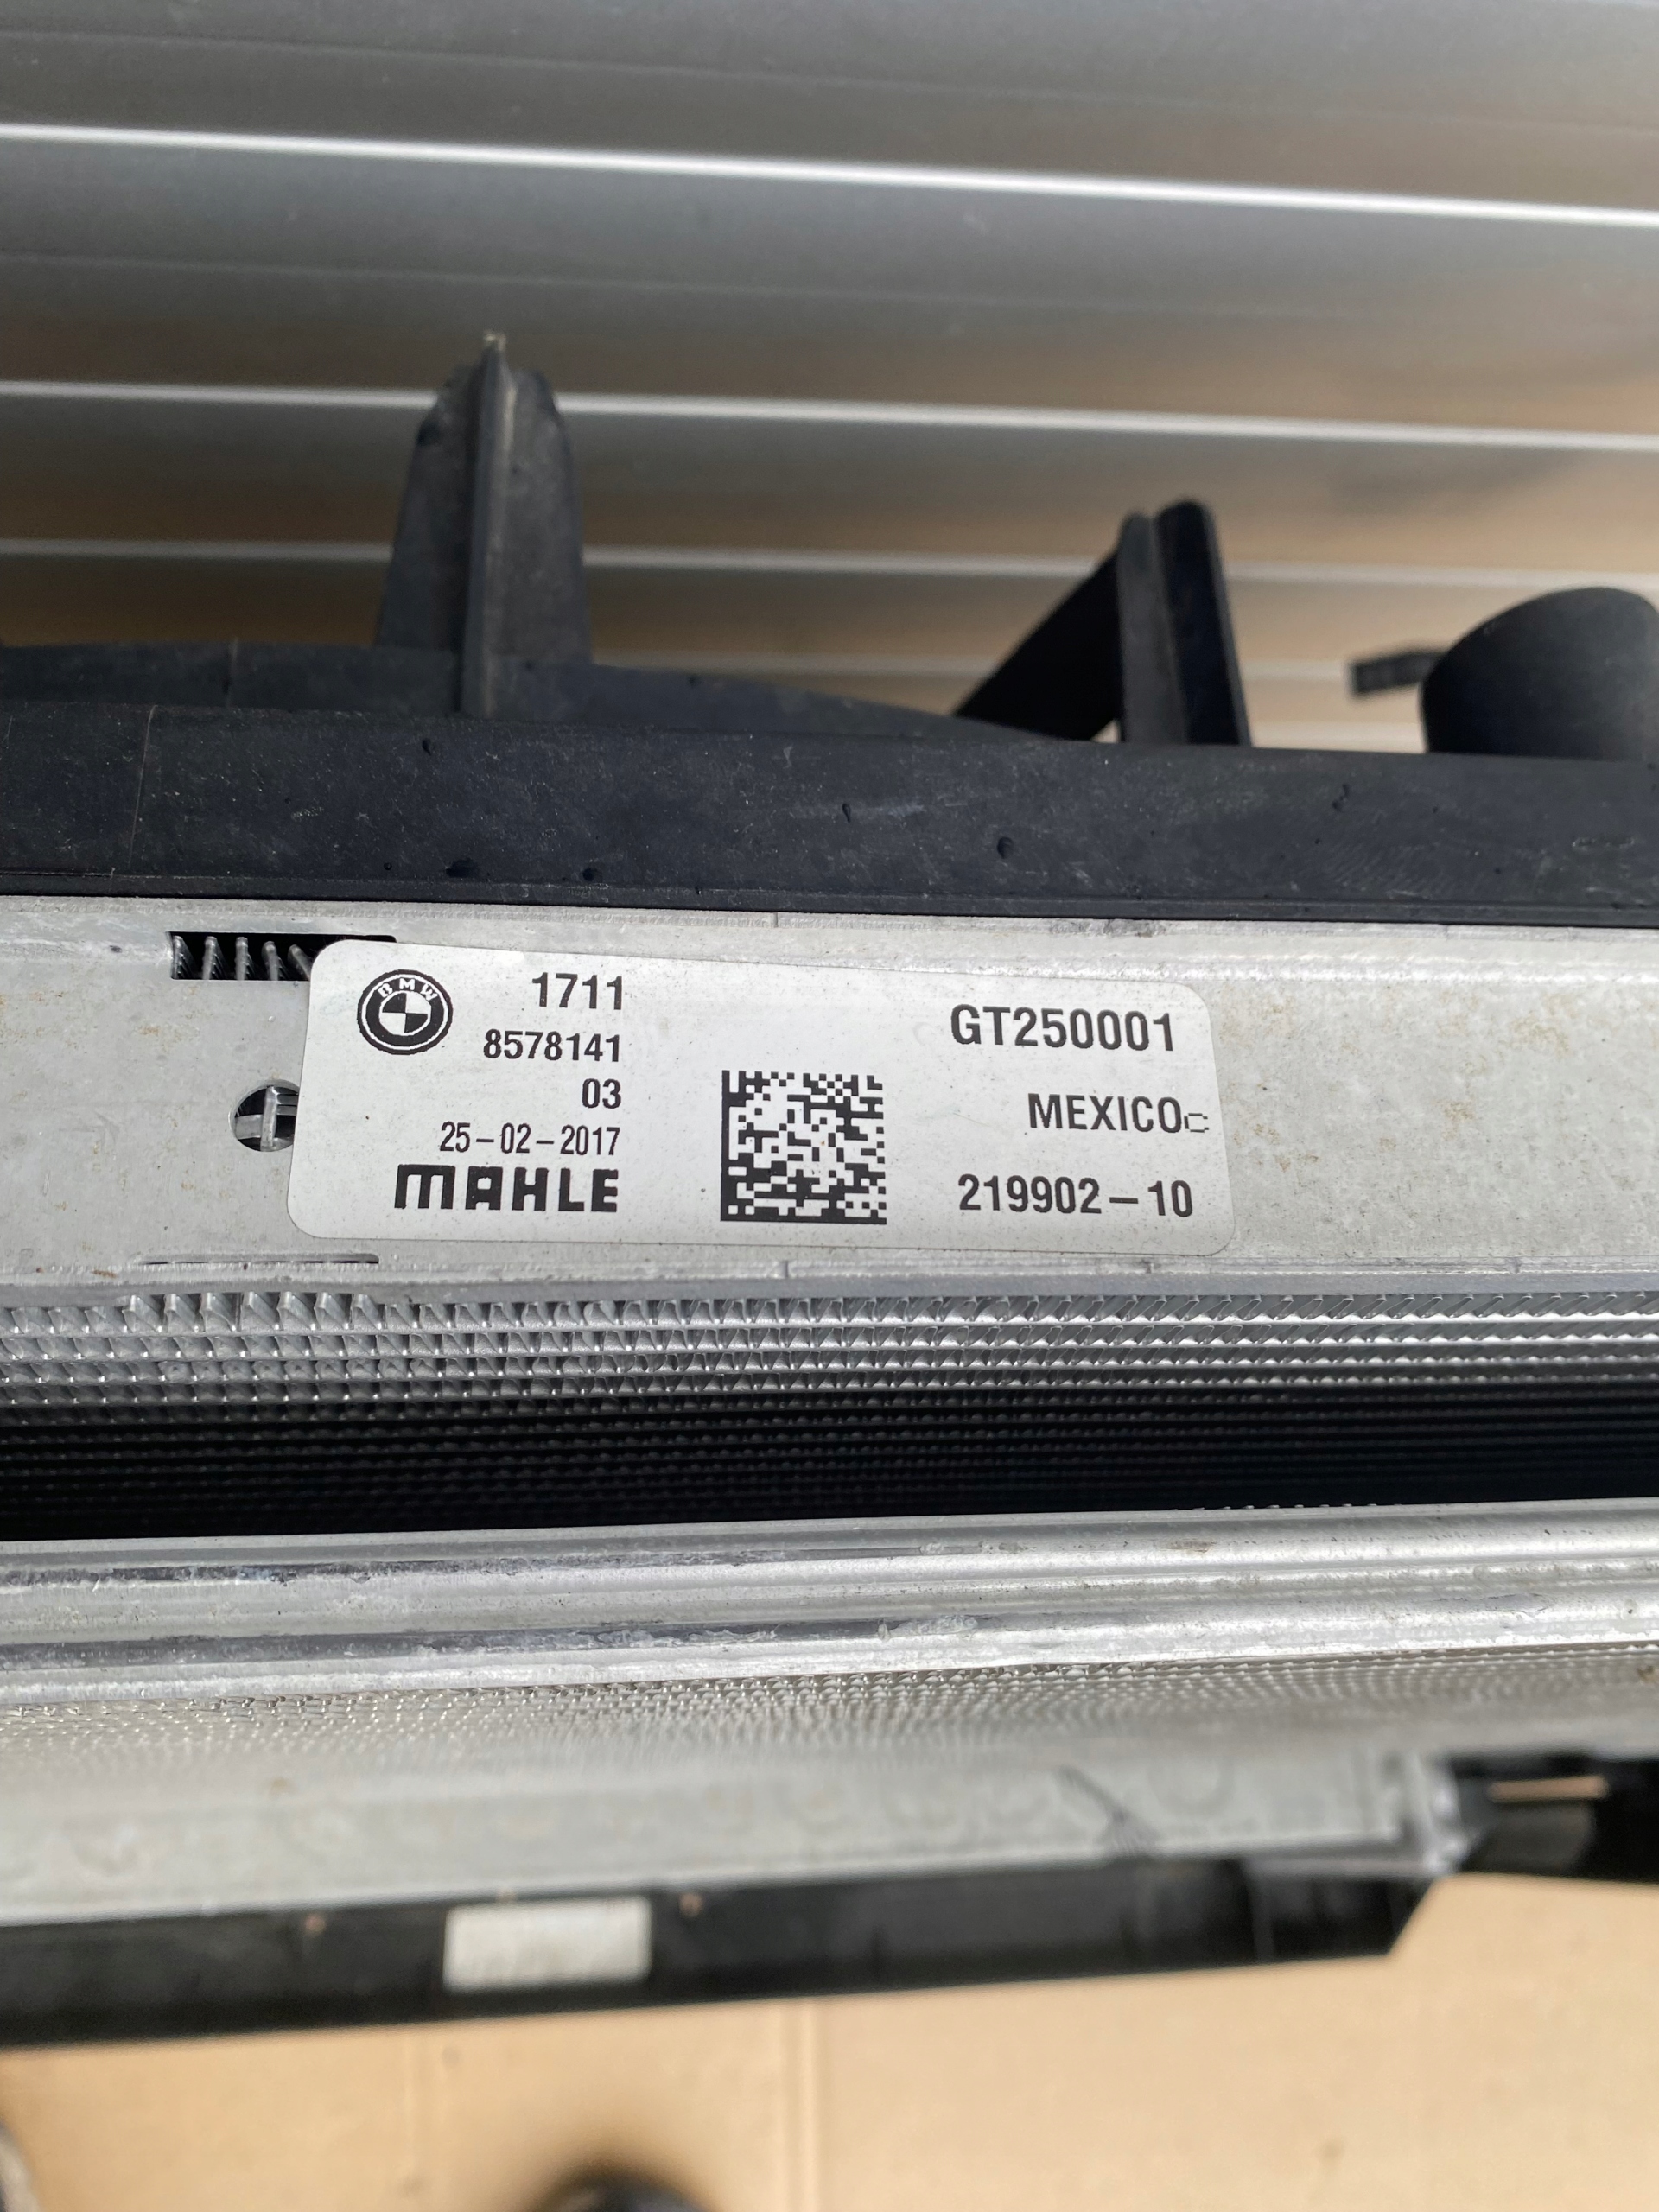 BMW
1711
8578141
03
25-02-2017
MAHLE
GT250001
MEXICO
219902-10